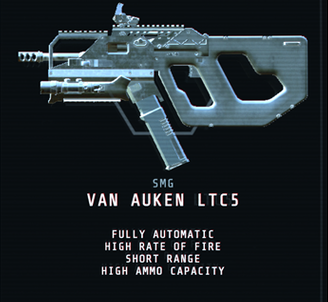 SMG
VAN AUKEN LTC5
FULLY AUTOMATIC
HIGH RATE OF FIRE
SHORT RANGE
HIGH AMMO CAPACITY